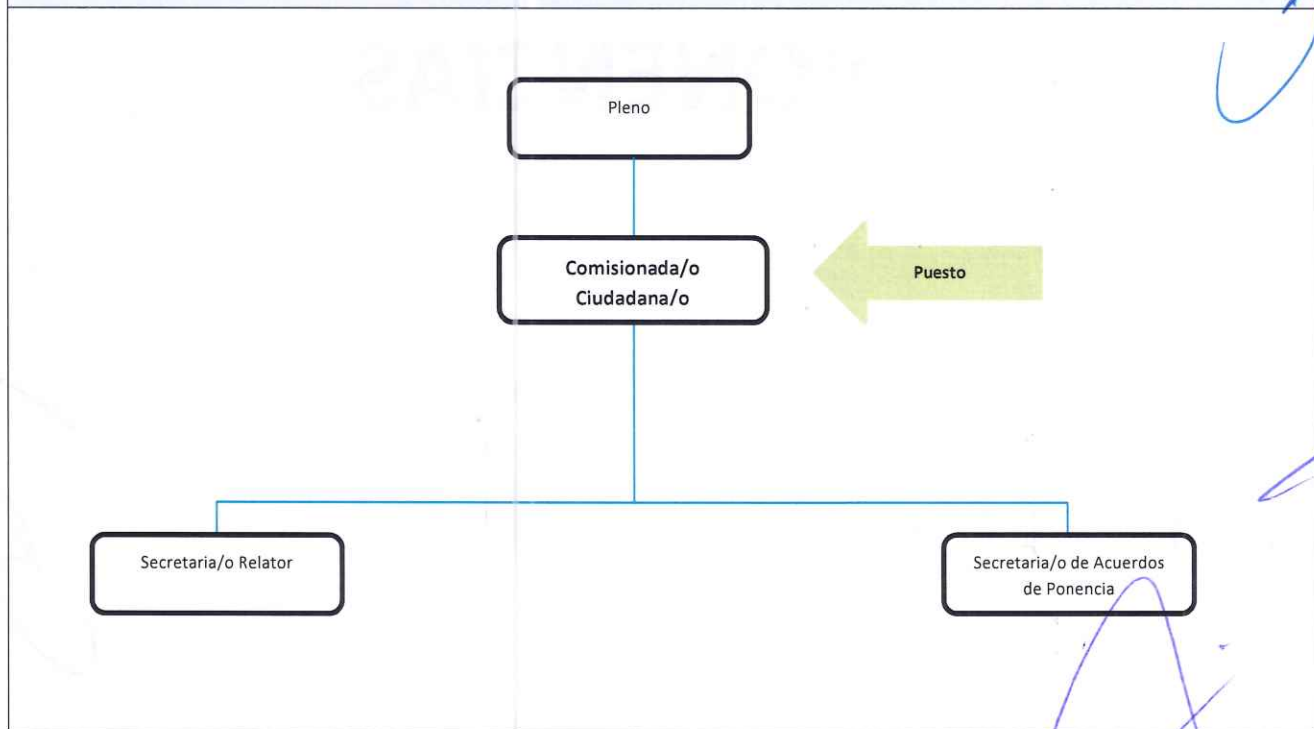 Pleno
Comisionada/o
Ciudadana/o
Puesto
Secretaria/o Relator
Secretaria/o de Acuerdos
de Ponencia